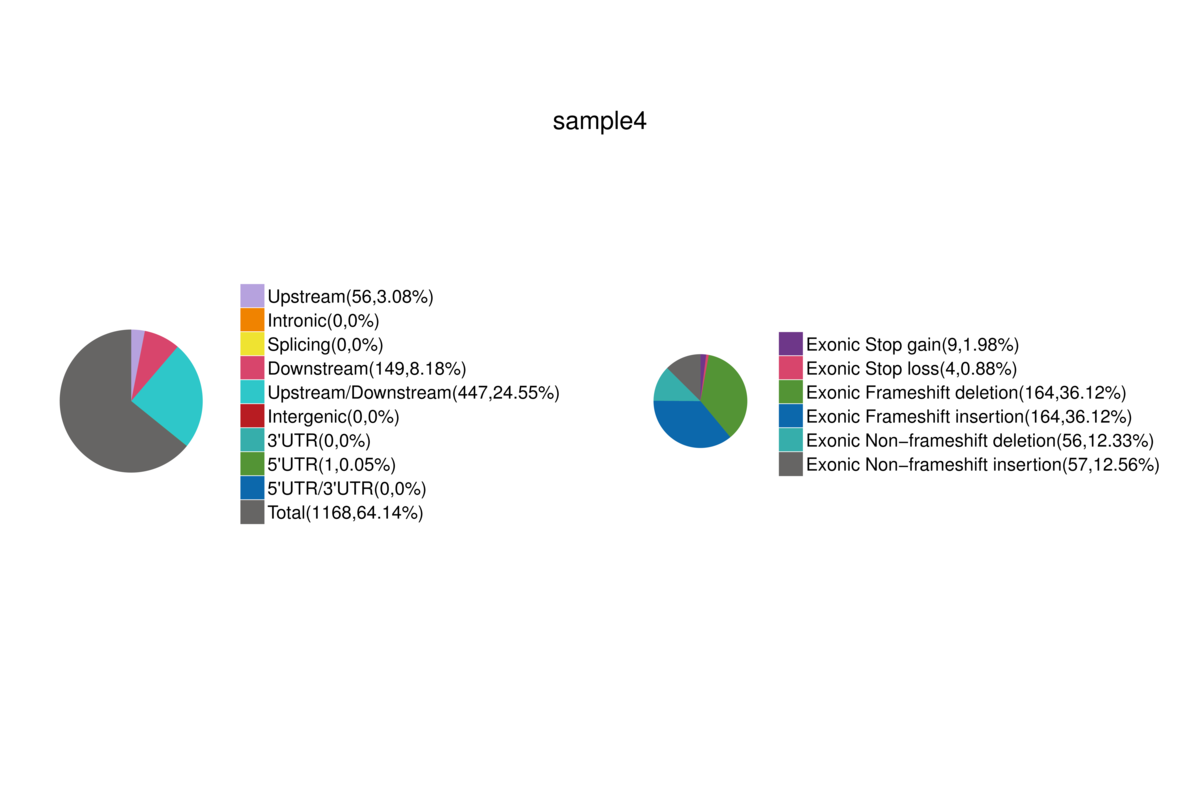 sample4
Upstream(56,3.08%)
Intronic(0,0%)
Splicing(0,0%)
Downstream(149,8.18%)
Upstream/Downstream(447,24.55%)
Intergenic(0,0%)
3'UTR(0,0%)
5'UTR(1,0.05%)
5'UTR/3'UTR(0,0%)
Total(1168,64.14%)
Exonic Stop gain(9,1.98%)
Exonic Stop loss(4,0.88%)
Exonic Frameshift deletion(164,36.12%)
Exonic Frameshift insertion(164,36.12%)
Exonic Non−frameshift deletion(56,12.33%)
Exonic Non−frameshift insertion(57,12.56%)